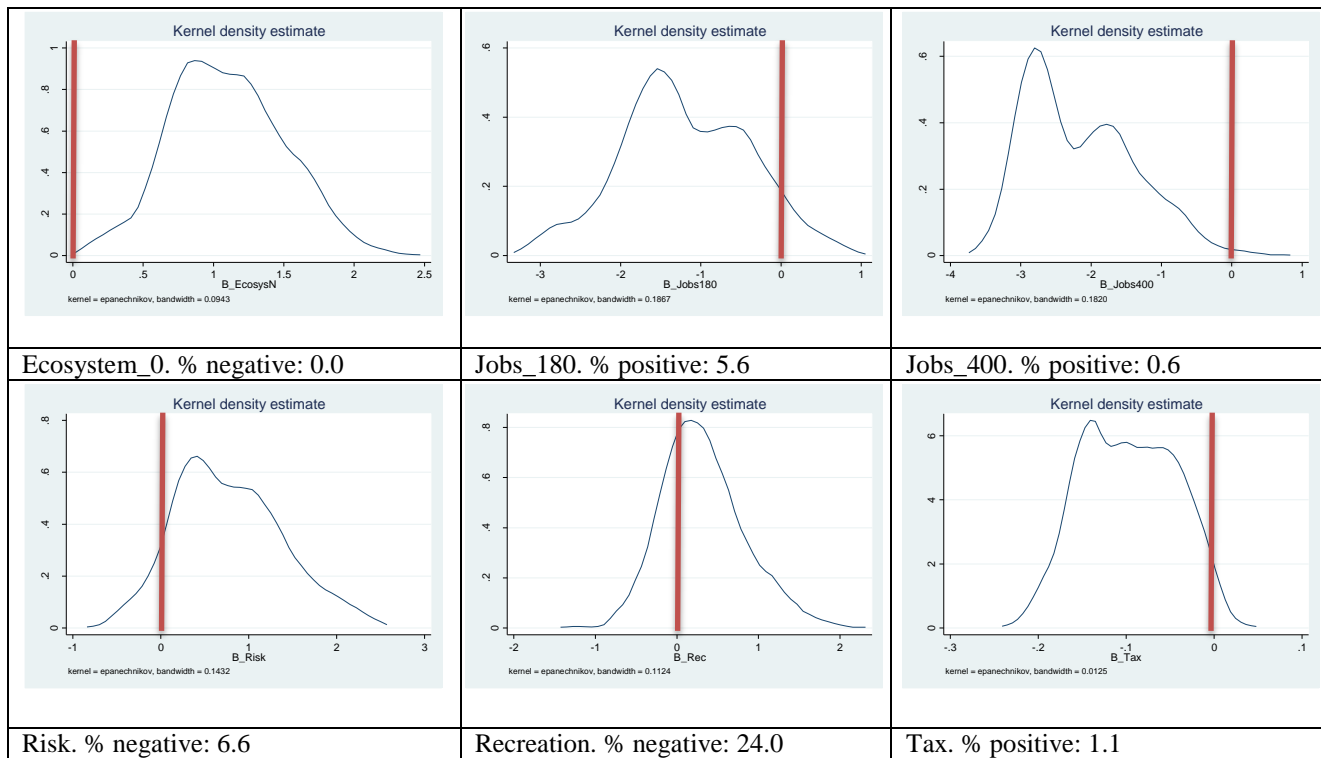 Kernel density estimate
1
.8
.6
.4
.2
0
0 .5 1 1.5 2 2.5
B_EcosysN
kernel = epanechnikov, bandwidth = 0.0943
Kernel density estimate
.6
.4
.2
0
-3 -2 -1 0 1
B_Jobs180
kernel = epanechnikov, bandwidth = 0.1867
Kernel density estimate
.6
.4
.2
0
-4 -3 -2 -1 0 1
B_Jobs400
kernel = epanechnikov, bandwidth = 0.1820
Ecosystem_0. % negative: 0.0
Jobs_180. % positive: 5.6
Jobs_400. % positive: 0.6
Kernel density estimate
.8
.6
.4
.2
0
-1 0 1 2 3
B_Risk
kernel = epanechnikov, bandwidth = 0.1432
Kernel density estimate
.8
.6
.4
.2
0
-2 -1 0 1 2
B_Rec
kernel = epanechnikov, bandwidth = 0.1124
Kernel density estimate
6
4
2
0
-.3 -.2 -.1 0 .1
B_Tax
kernel = epanechnikov, bandwidth = 0.0125
Risk. % negative: 6.6
Recreation. % negative: 24.0
Tax. % positive: 1.1